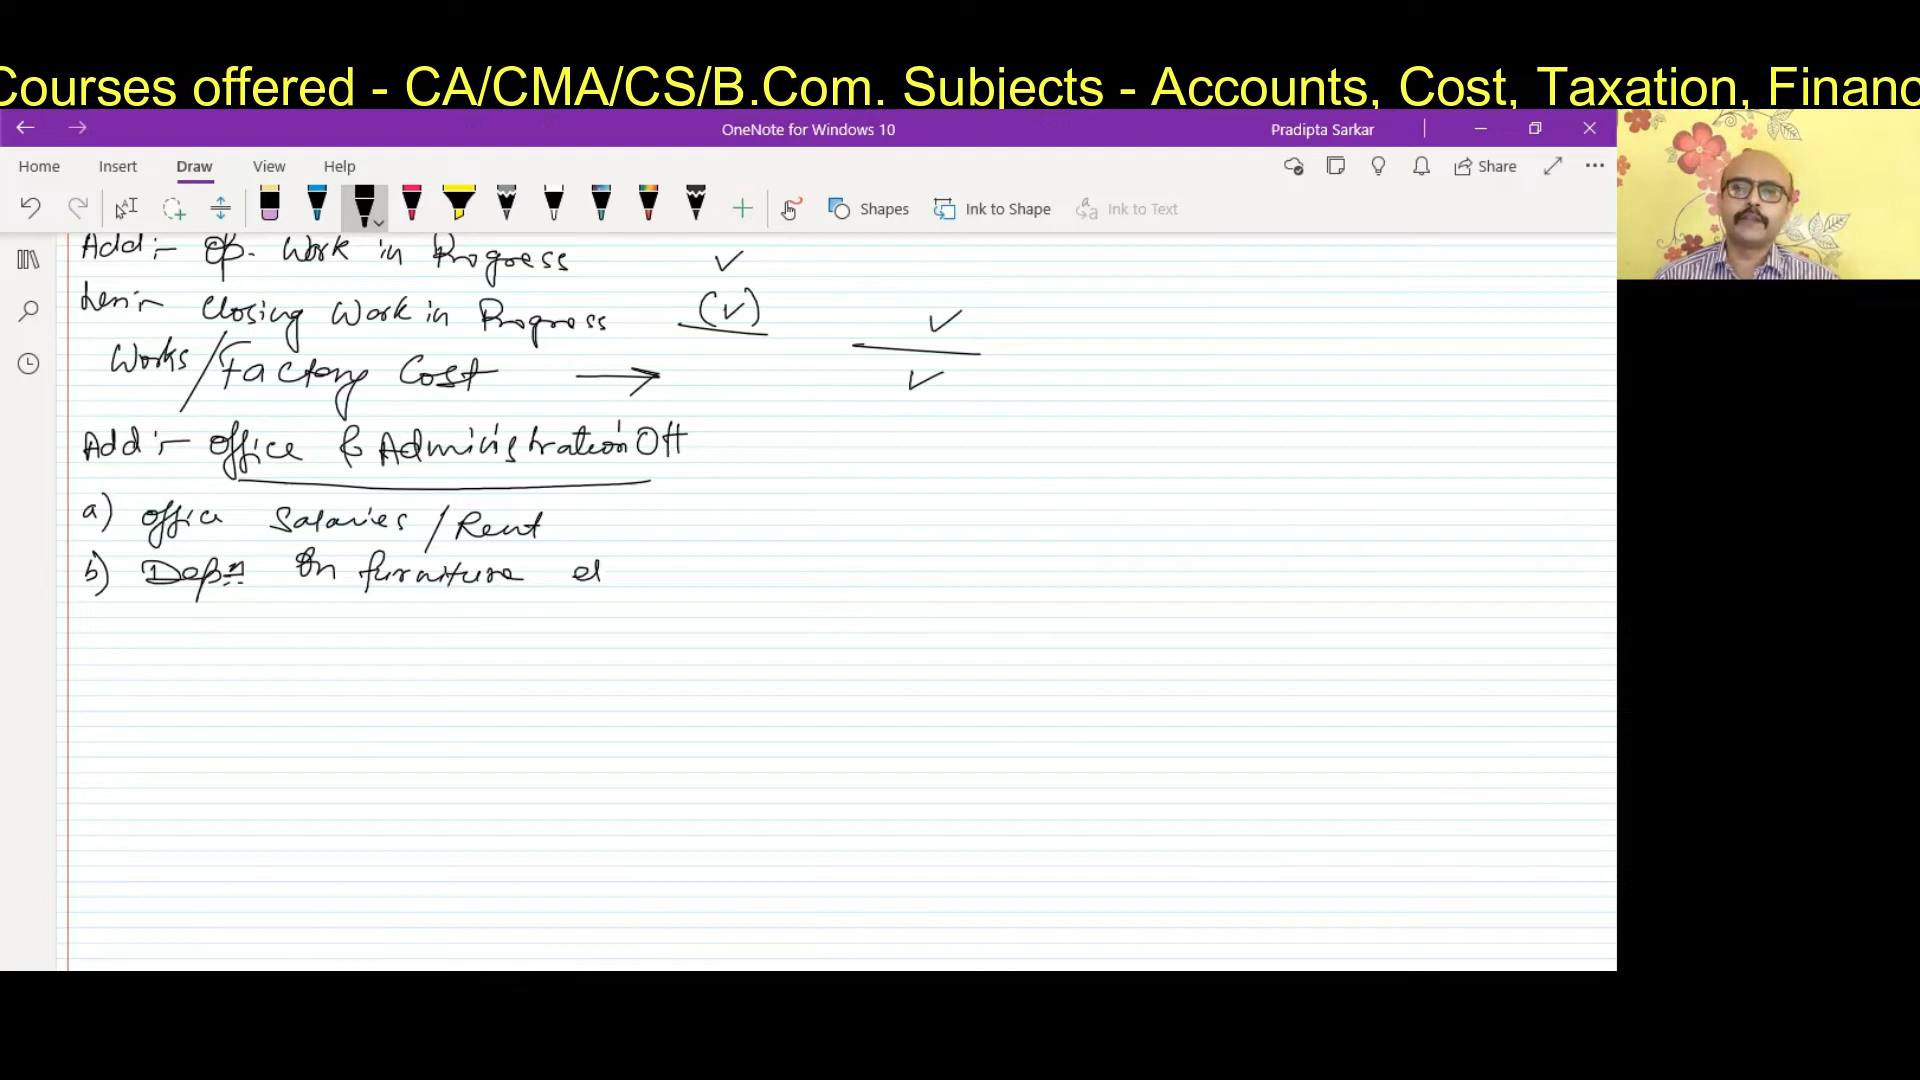 Courses offered - CA/CMA/CS/B.Com. Subjects - Accounts, Cost, Taxation, Financ
OneNote for Windows 10
Pradipta Sarkar
Home Insert Draw View Help
Share
Shapes Ink to Shape Ink to Text
Add:- Op. Work in Progress ✓
Less:- Closing Work in Progress (✓) ✓
Works/Factory Cost → ✓
Add:- Office & Administration OH
a) Office Salaries/Rent
b) Depn on furniture et